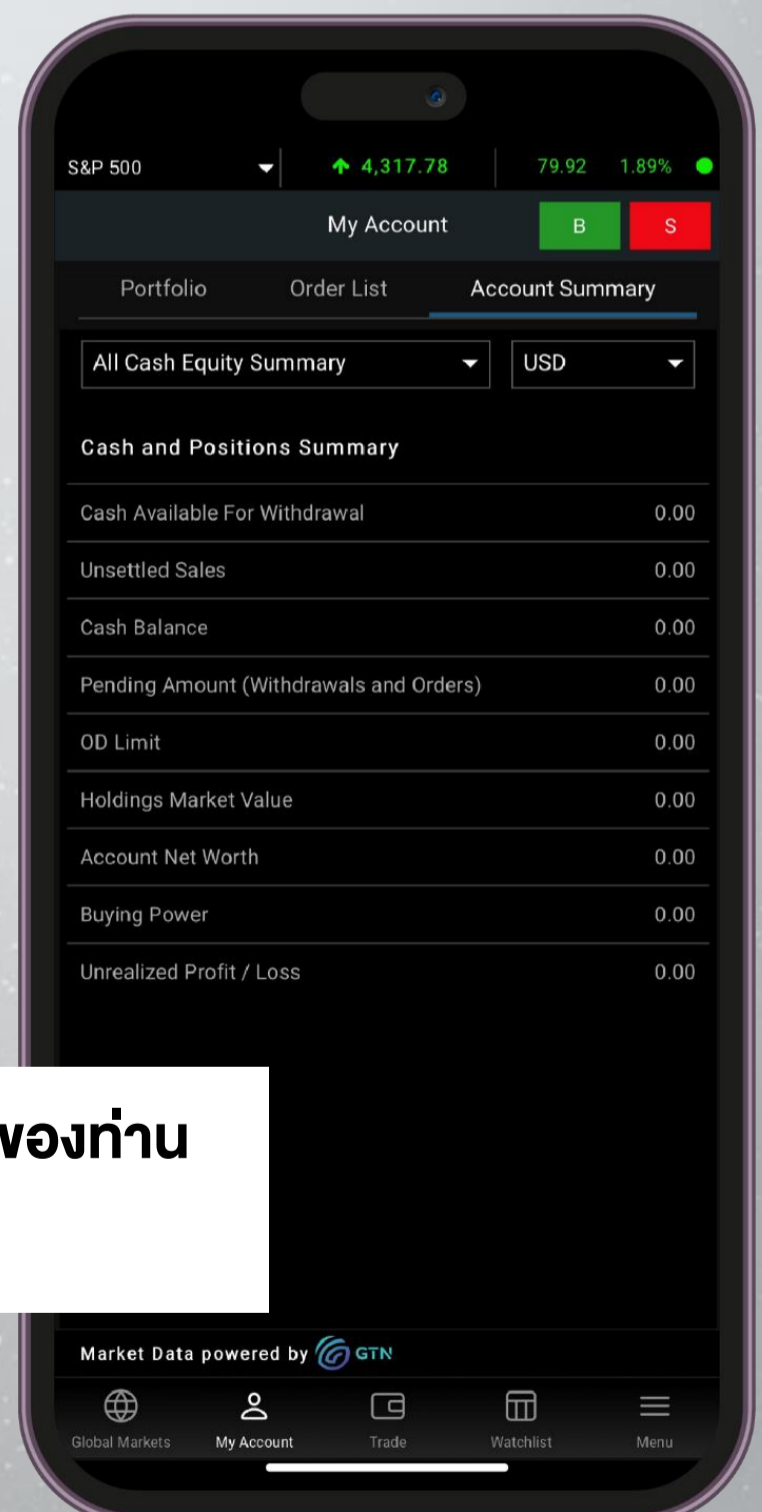 S&P 500 4,317.78 79.92 1.89%
My Account B S
Portfolio Order List Account Summary
All Cash Equity Summary USD
Cash and Positions Summary
Cash Available For Withdrawal 0.00
Unsettled Sales 0.00
Cash Balance 0.00
Pending Amount (Withdrawals and Orders) 0.00
OD Limit 0.00
Holdings Market Value 0.00
Account Net Worth 0.00
Buying Power 0.00
Unrealized Profit / Loss 0.00
ของท่าน
Market Data powered by GTN
Global Markets My Account Trade Watchlist Menu